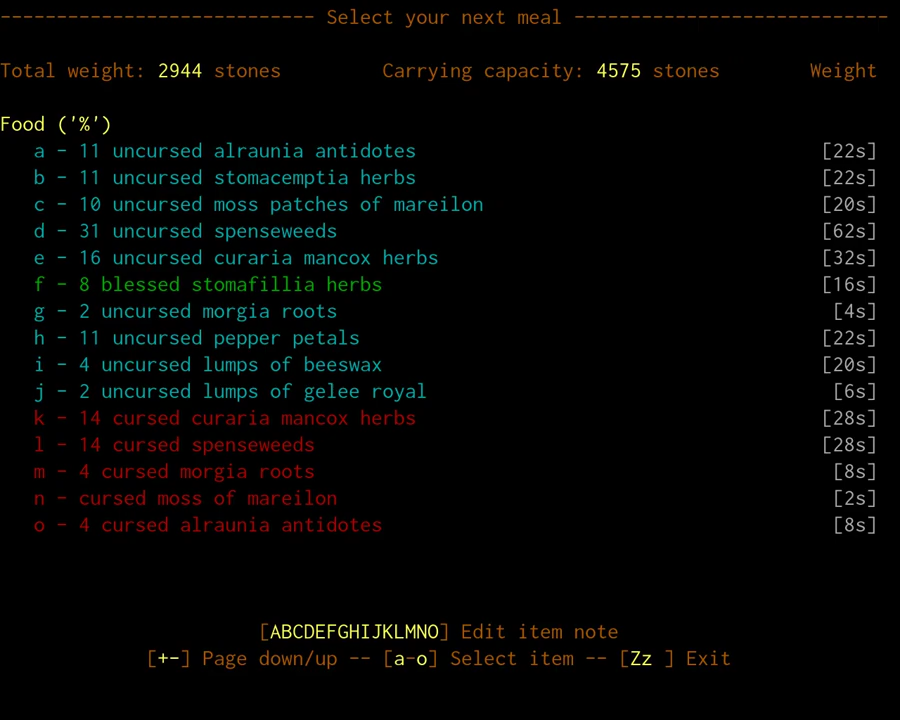 ---------------------------- Select your next meal ----------------------------
Total weight: 2944 stones Carrying capacity: 4575 stones Weight
Food ('%')
a - 11 uncursed alraunia antidotes [22s]
b - 11 uncursed stomacemptia herbs [22s]
c - 10 uncursed moss patches of mareilon [20s]
d - 31 uncursed spenseweeds [62s]
e - 16 uncursed curaria mancox herbs [32s]
f - 8 blessed stomafillia herbs [16s]
g - 2 uncursed morgia roots [4s]
h - 11 uncursed pepper petals [22s]
i - 4 uncursed lumps of beeswax [20s]
j - 2 uncursed lumps of gelee royal [6s]
k - 14 cursed curaria mancox herbs [28s]
l - 14 cursed spenseweeds [28s]
m - 4 cursed morgia roots [8s]
n - cursed moss of mareilon [2s]
o - 4 cursed alraunia antidotes [8s]
[ABCDEFGHIJKLMNO] Edit item note
[+-] Page down/up -- [a-o] Select item -- [Zz ] Exit